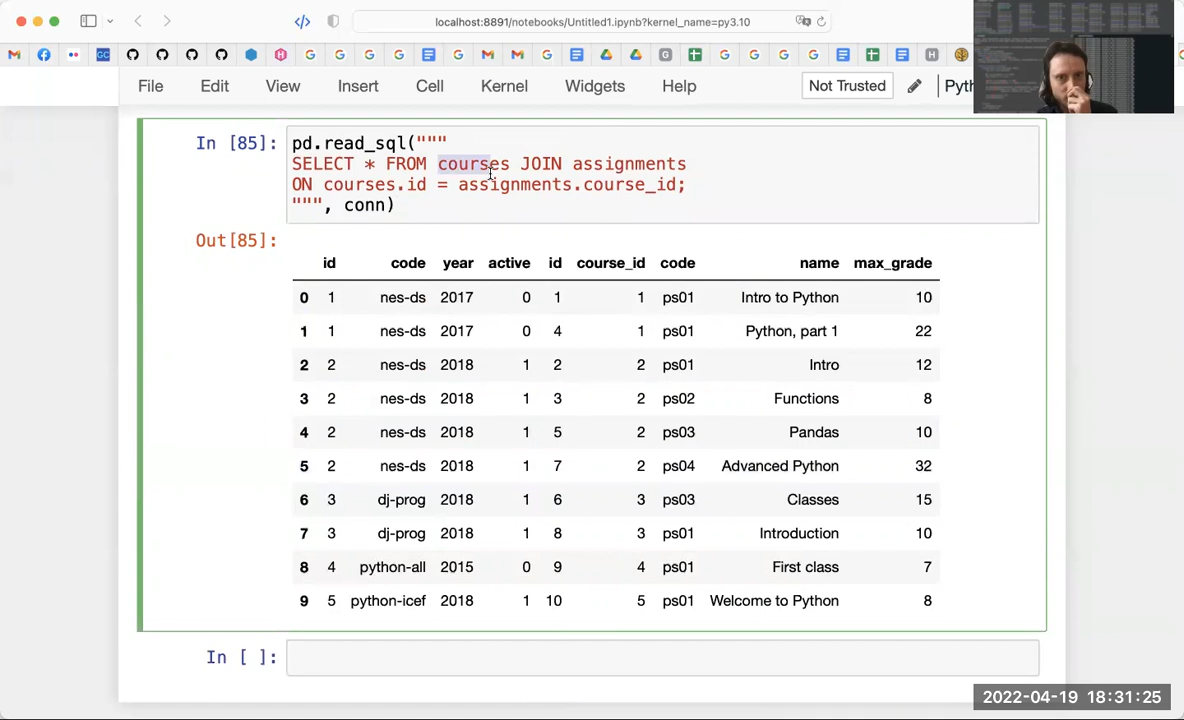 localhost:8891/notebooks/Untitled1.ipynb?kernel_name=py3.10
File Edit View Insert Cell Kernel Widgets Help Not Trusted Pyth
In [85]: pd.read_sql("""
SELECT * FROM courses JOIN assignments
ON courses.id = assignments.course_id;
""", conn)
Out[85]:
id code year active id course_id code name max_grade
0 1 nes-ds 2017 0 1 1 ps01 Intro to Python 10
1 1 nes-ds 2017 0 4 1 ps01 Python, part 1 22
2 2 nes-ds 2018 1 2 2 ps01 Intro 12
3 2 nes-ds 2018 1 3 2 ps02 Functions 8
4 2 nes-ds 2018 1 5 2 ps03 Pandas 10
5 2 nes-ds 2018 1 7 2 ps04 Advanced Python 32
6 3 dj-prog 2018 1 6 3 ps03 Classes 15
7 3 dj-prog 2018 1 8 3 ps01 Introduction 10
8 4 python-all 2015 0 9 4 ps01 First class 7
9 5 python-icef 2018 1 10 5 ps01 Welcome to Python 8
In [ ]:
2022-04-19 18:31:25